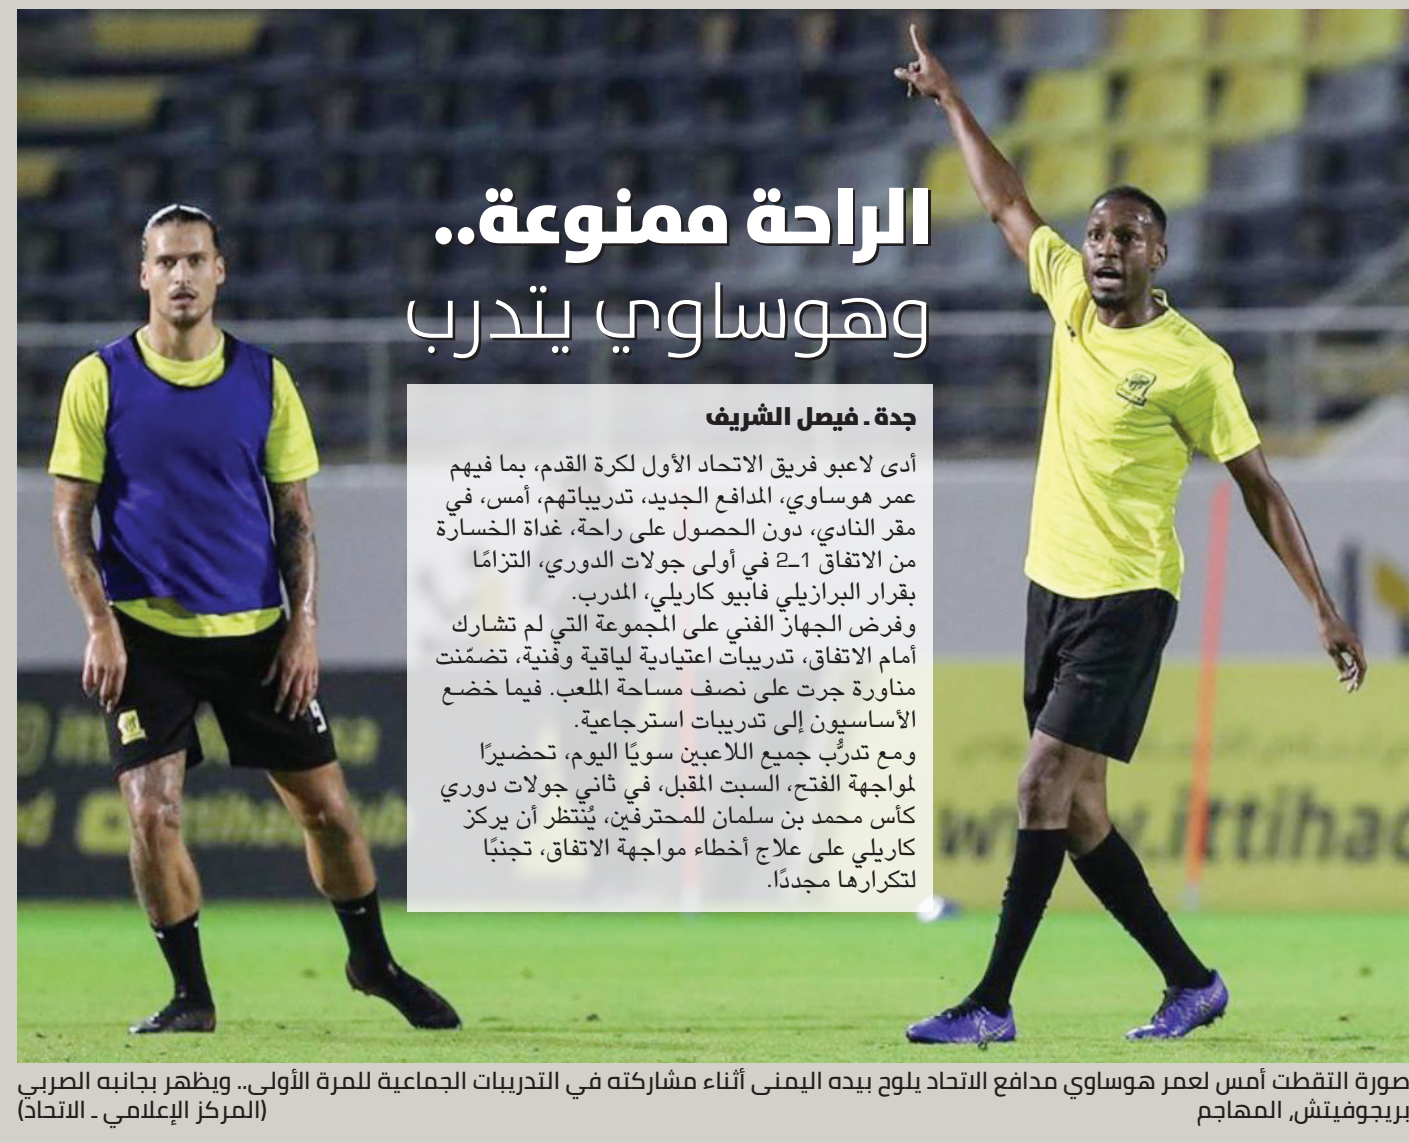 الراحة ممنوعة..
وهوساوي يتدرب
جدة ـ فيصل الشريف
أدى لاعبو فريق الاتحاد الأول لكرة القدم، بما فيهم
عمر هوساوي، المدافع الجديد، تدريباتهم، أمس، في
مقر النادي، دون الحصول على راحة، غداة الخسارة
من الاتفاق 1ـ2 في أولى جولات الدوري، التزامًا
بقرار البرازيلي فابيو كاريلي، المدرب.
وفرض الجهاز الفني على المجموعة التي لم تشارك
أمام الاتفاق، تدريبات اعتيادية لياقية وفنية، تضمّنت
مناورة جرت على نصف مساحة الملعب. فيما خضع
الأساسيون إلى تدريبات استرجاعية.
ومع تدرُّب جميع اللاعبين سويًا اليوم، تحضيرًا
لمواجهة الفتح، السبت المقبل، في ثاني جولات دوري
كأس محمد بن سلمان للمحترفين، يُنتظر أن يركز
كاريلي على علاج أخطاء مواجهة الاتفاق، تجنبًا
لتكرارها مجددًا.
9
www.ittihad
صورة التقطت أمس لعمر هوساوي مدافع الاتحاد يلوح بيده اليمنى أثناء مشاركته في التدريبات الجماعية للمرة الأولى.. ويظهر بجانبه الصربي
بريجوفيتش، المهاجم
(المركز الإعلامي ـ الاتحاد)